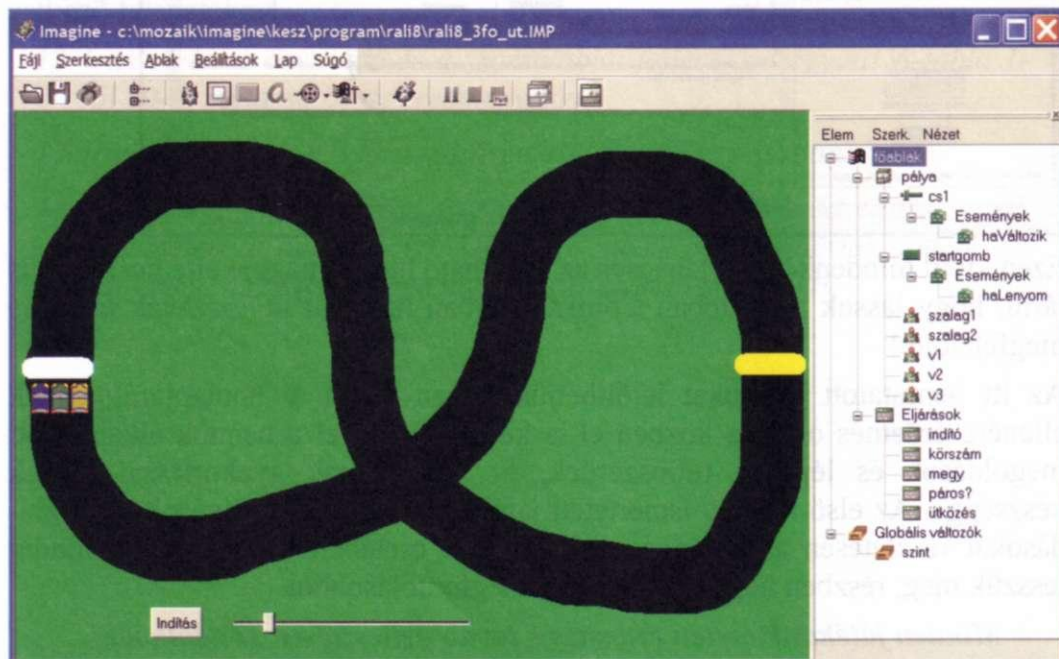 Imagine - c:\mozaik\imagine\kesz\program\rali8\rali8_3fo_ut.IMP
Fájl Szerkesztés Ablak Beállítások Lap Súgó
Elem Szerk. Nézet
főablak
pálya
cs1
Események
haVáltozik
startgomb
Események
haLenyom
szalag1
szalag2
v1
v2
v3
Eljárások
indító
körszám
megy
páros?
ütközés
Globális változók
szint
Indítás